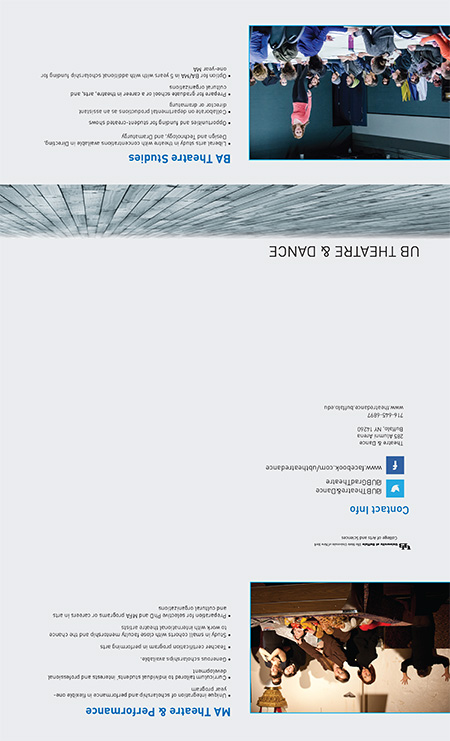 MA Theatre & Performance
• Unique integration of scholarship and performance in flexible one-
year program
• Curriculum tailored to individual students' interests and professional
development
• Generous scholarships available.
• Teacher certification program in performing arts
• Study in small cohorts with close faculty mentorship and the chance
to work with international theatre artists
• Preparation for selective PhD and MFA programs or careers in arts
and cultural organizations
University at Buffalo The State University of New York
College of Arts and Sciences
Contact Info
@UBTheatre&Dance
@UBGradTheatre
www.facebook.com/ubtheatredance
Theatre & Dance
285 Alumni Arena
Buffalo, NY 14260
716-645-6897
www.theatredance.buffalo.edu
UB THEATRE & DANCE
BA Theatre Studies
• Liberal arts study in theatre with concentrations available in Directing,
Design and Technology, and Dramaturgy
• Opportunities and funding for student-created shows
• Collaborate on departmental productions as an assistant
director or dramaturg
• Prepare for graduate school or a career in theatre, arts, and
cultural organizations
• Option for BA/MA in 5 years with with additional scholarship funding for
one-year MA